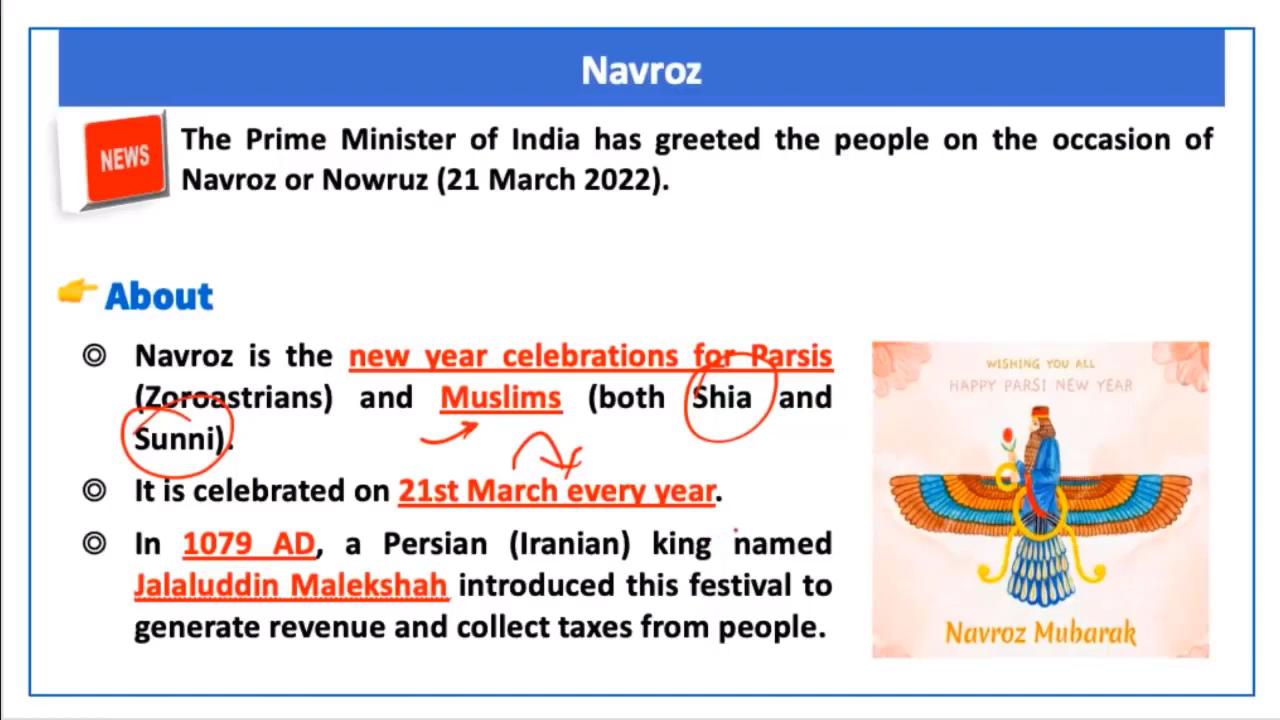 Navroz
NEWS
The Prime Minister of India has greeted the people on the occasion of
Navroz or Nowruz (21 March 2022).
About
Navroz is the new year celebrations for Parsis
(Zoroastrians) and Muslims (both Shia and
Sunni).
It is celebrated on 21st March every year.
In 1079 AD, a Persian (Iranian) king named
Jalaluddin Malekshah introduced this festival to
generate revenue and collect taxes from people.
WISHING YOU ALL
HAPPY PARSI NEW YEAR
Navroz Mubarak